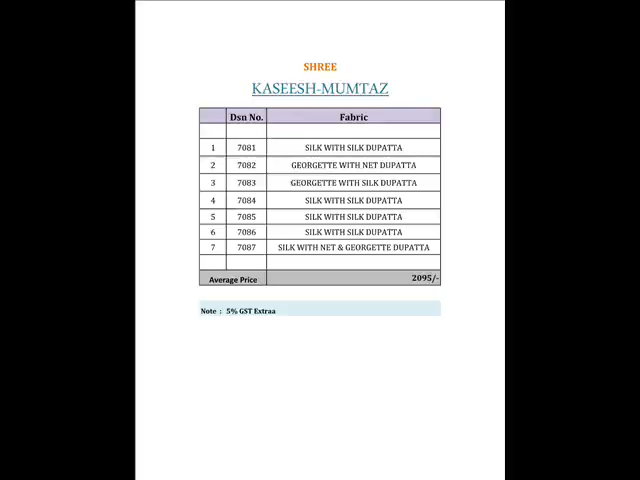 SHREE
KASEESH-MUMTAZ
Dsn No. Fabric
1 7081 SILK WITH SILK DUPATTA
2 7082 GEORGETTE WITH NET DUPATTA
3 7083 GEORGETTE WITH SILK DUPATTA
4 7084 SILK WITH SILK DUPATTA
5 7085 SILK WITH SILK DUPATTA
6 7086 SILK WITH SILK DUPATTA
7 7087 SILK WITH NET & GEORGETTE DUPATTA
Average Price 2095/-
Note : 5% GST Extraa